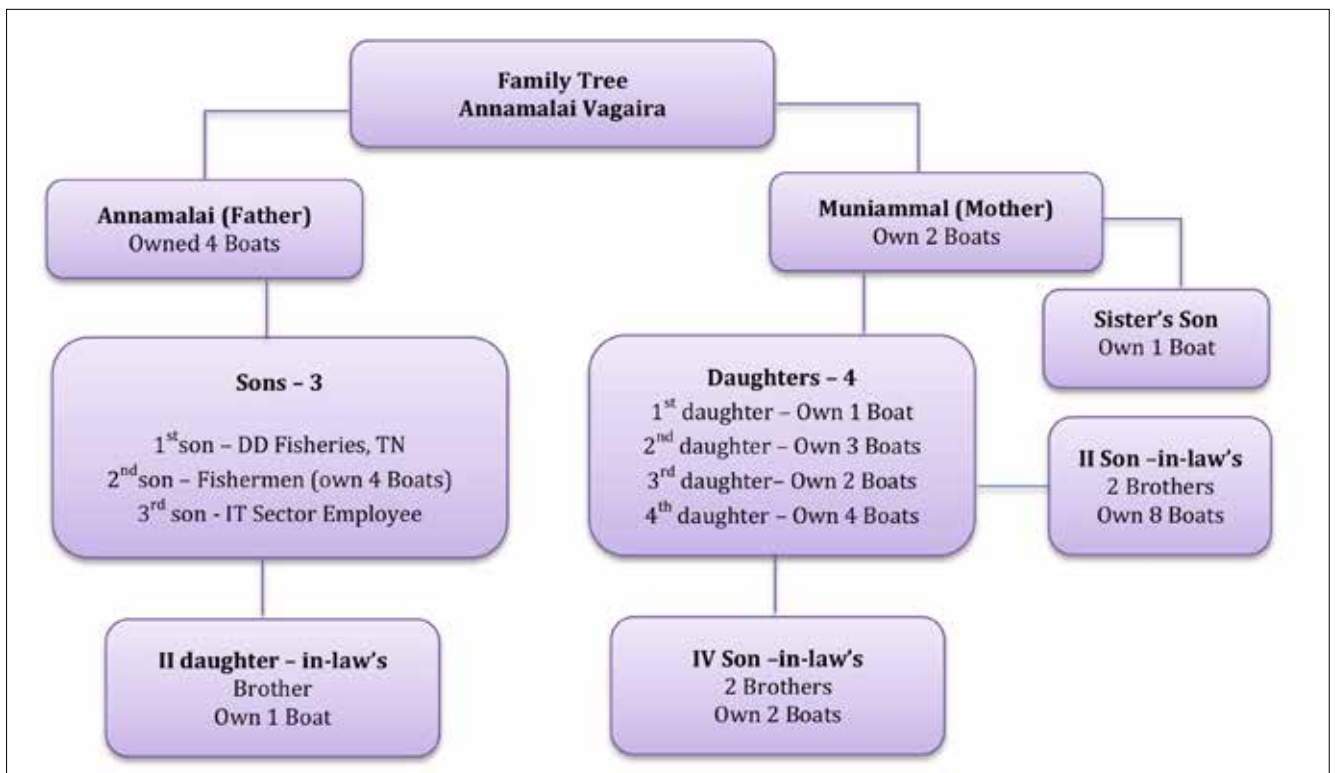 Family Tree
Annamalai Vagaira
Annamalai (Father)
Owned 4 Boats
Muniammal (Mother)
Own 2 Boats
Sister's Son
Own 1 Boat
Sons – 3
1st son – DD Fisheries, TN
2nd son – Fishermen (own 4 Boats)
3rd son - IT Sector Employee
Daughters – 4
1st daughter – Own 1 Boat
2nd daughter – Own 3 Boats
3rd daughter– Own 2 Boats
4th daughter – Own 4 Boats
II Son –in-law's
2 Brothers
Own 8 Boats
II daughter – in-law's
Brother
Own 1 Boat
IV Son –in-law's
2 Brothers
Own 2 Boats